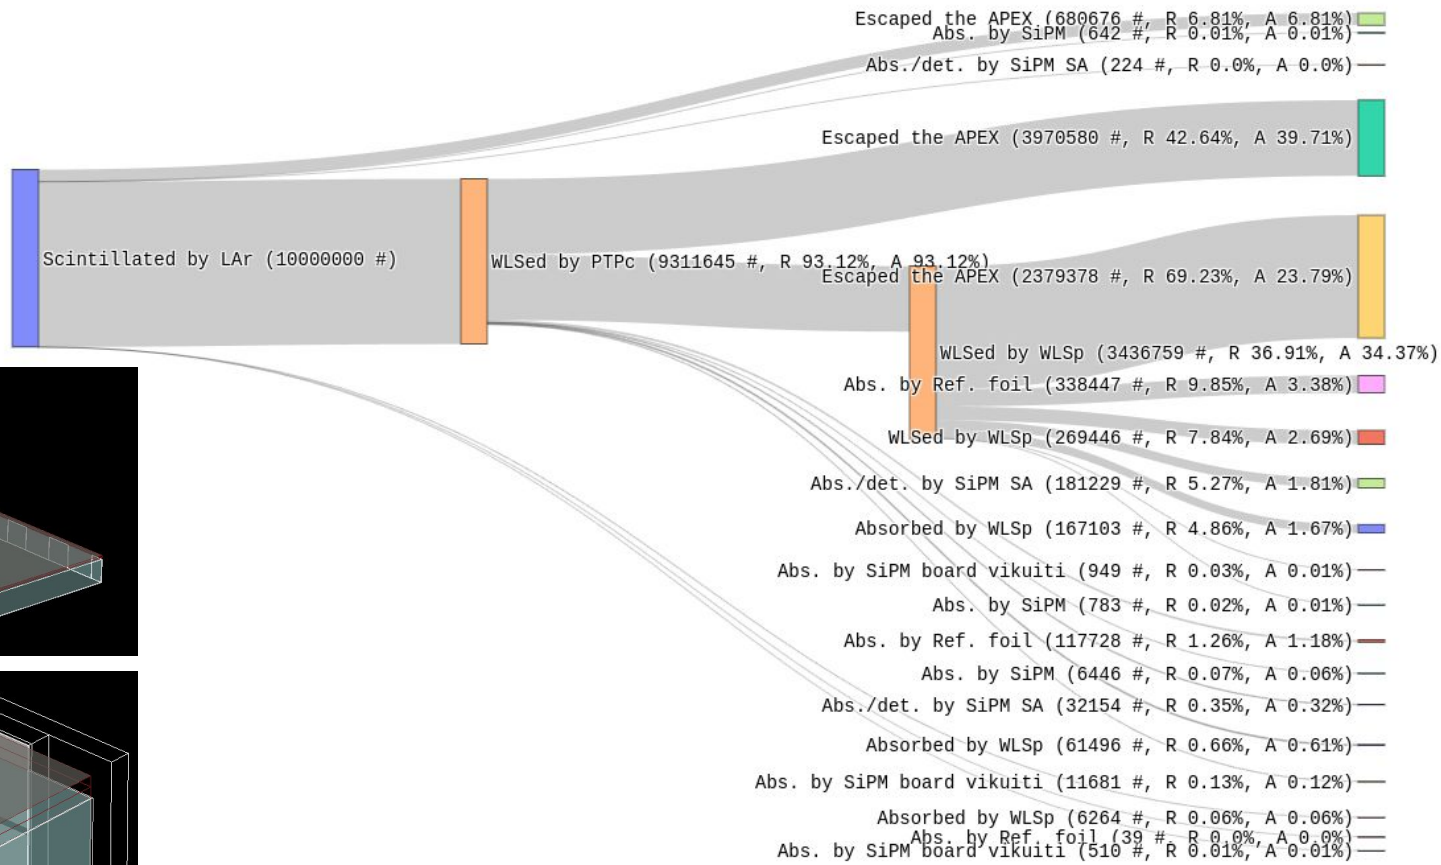 Escaped the APEX (680676 #, R 6.81%, A 6.81%)
Abs. by SiPM (642 #, R 0.01%, A 0.01%)
Abs./det. by SiPM SA (224 #, R 0.0%, A 0.0%)
Escaped the APEX (3970580 #, R 42.64%, A 39.71%)
Scintillated by LAr (10000000 #)
WLSed by PTPc (9311645 #, R 93.12%, A 93.12%)
Escaped the APEX (2379378 #, R 69.23%, A 23.79%)
WLSed by WLSp (3436759 #, R 36.91%, A 34.37%)
Abs. by Ref. foil (338447 #, R 9.85%, A 3.38%)
WLSed by WLSp (269446 #, R 7.84%, A 2.69%)
Abs./det. by SiPM SA (181229 #, R 5.27%, A 1.81%)
Absorbed by WLSp (167103 #, R 4.86%, A 1.67%)
Abs. by SiPM board vikuiti (949 #, R 0.03%, A 0.01%)
Abs. by SiPM (783 #, R 0.02%, A 0.01%)
Abs. by Ref. foil (117728 #, R 1.26%, A 1.18%)
Abs. by SiPM (6446 #, R 0.07%, A 0.06%)
Abs./det. by SiPM SA (32154 #, R 0.35%, A 0.32%)
Absorbed by WLSp (61496 #, R 0.66%, A 0.61%)
Abs. by SiPM board vikuiti (11681 #, R 0.13%, A 0.12%)
Absorbed by WLSp (6264 #, R 0.06%, A 0.06%)
Abs. by Ref. foil (39 #, R 0.0%, A 0.0%)
Abs. by SiPM board vikuiti (510 #, R 0.01%, A 0.01%)